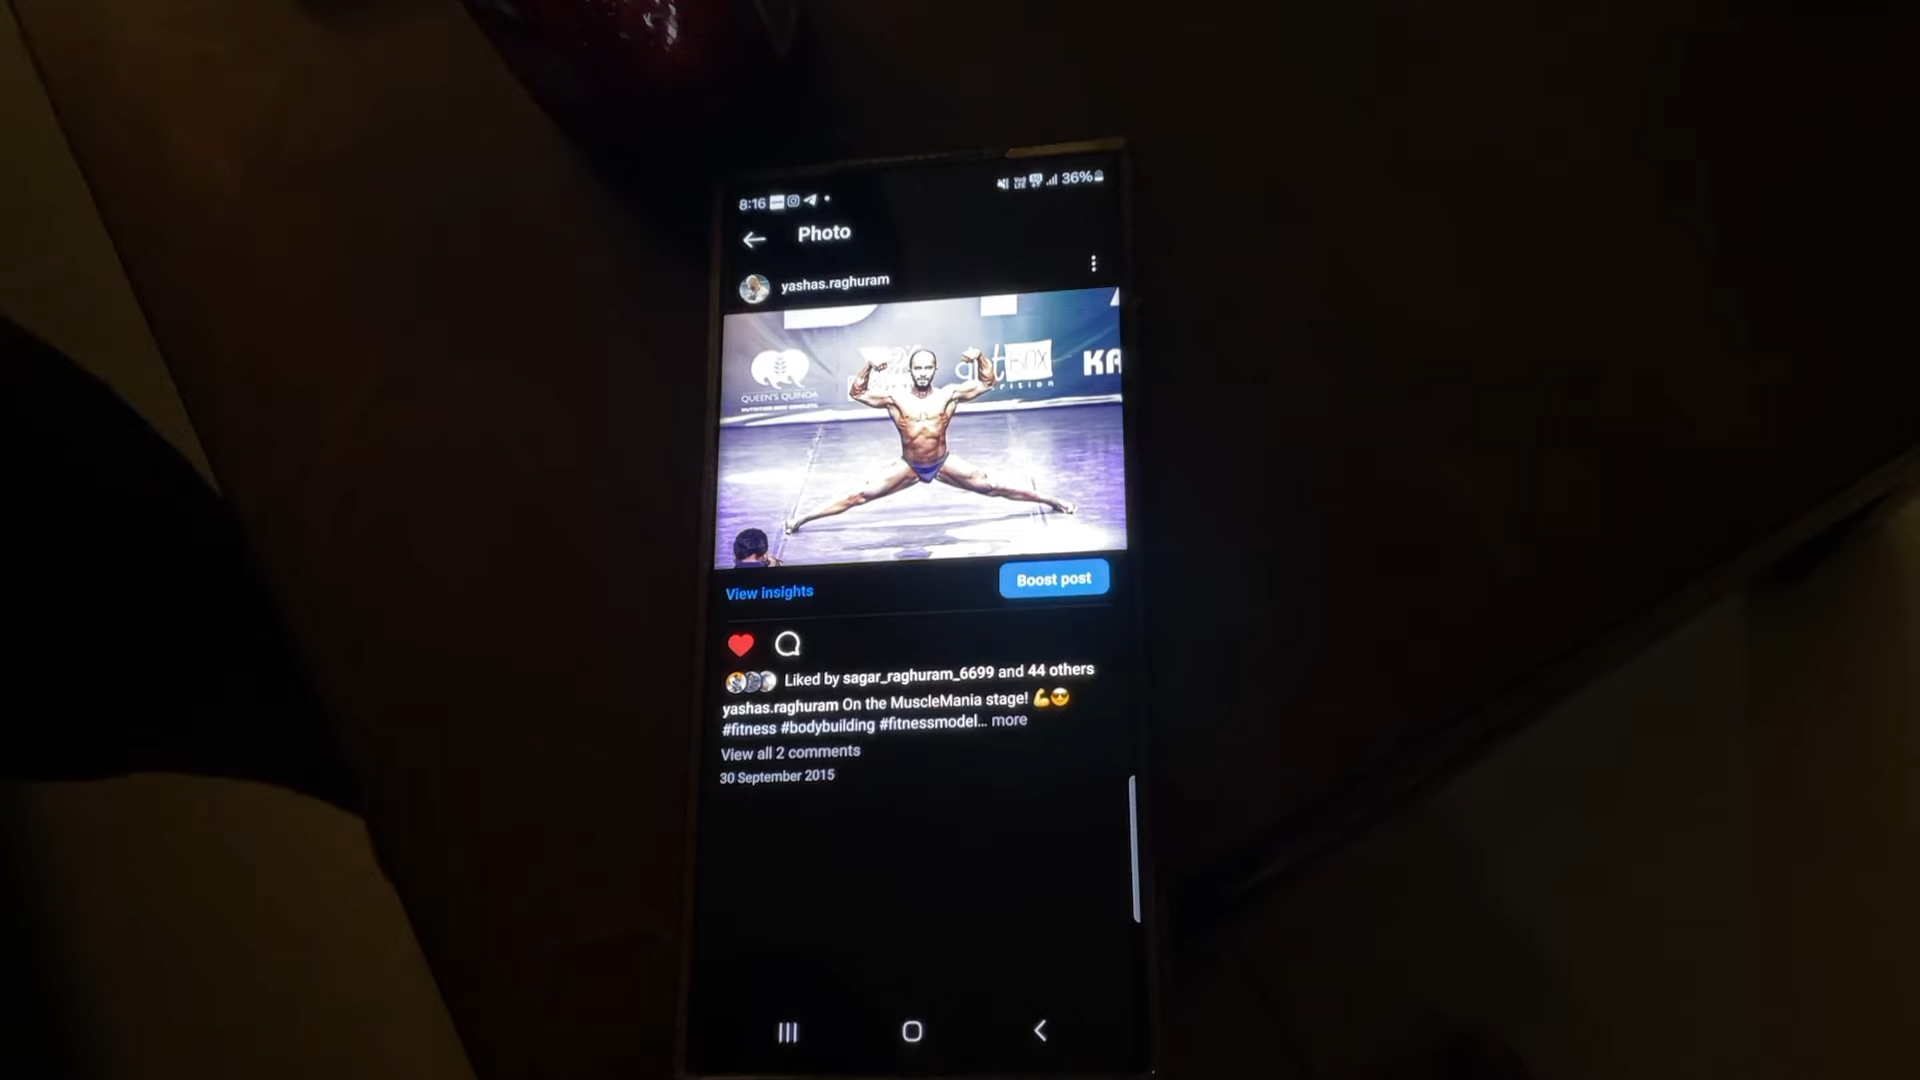 8:16
36%
Photo
yashas.raghuram
QUEEN'S QUINOA
BOX
KA
View insights
Boost post
Liked by sagar_raghuram_6699 and 44 others
yashas.raghuram On the MuscleMania stage! 💪😎
#fitness #bodybuilding #fitnessmodel... more
View all 2 comments
30 September 2015